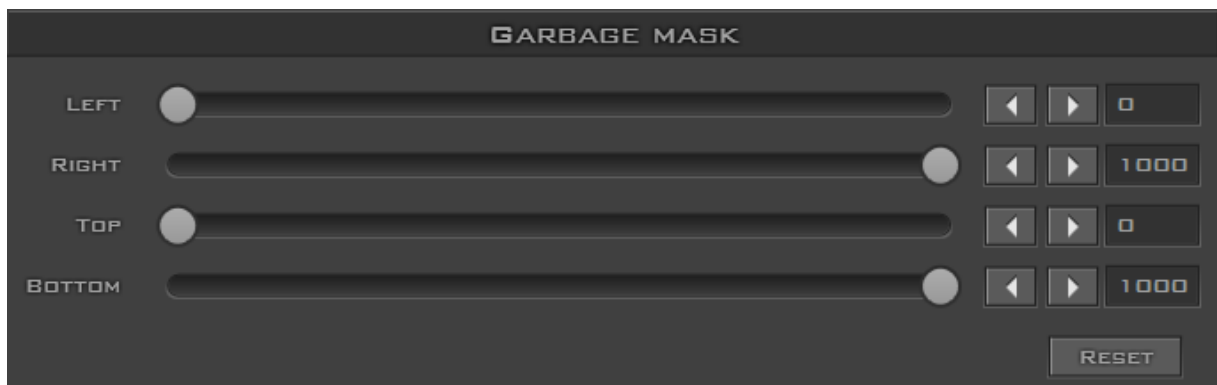 GARBAGE MASK
LEFT 0
RIGHT 1000
TOP 0
BOTTOM 1000
RESET